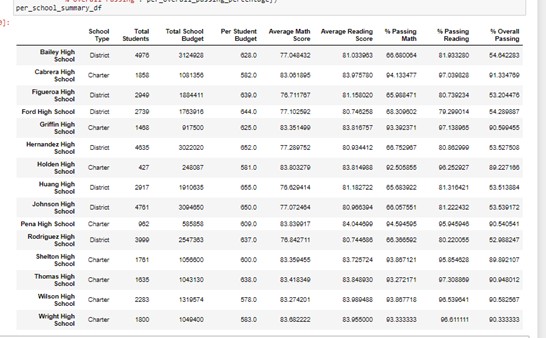 per_school_summary_df
School Type Total Students Total School Budget Per Student Budget Average Math Score Average Reading Score % Passing Math % Passing Reading % Overall Passing
Bailey High School District 4976 3124928 628.0 77.048432 81.033963 66.680064 81.933280 54.642283
Cabrera High School Charter 1858 1081356 582.0 83.061895 83.975780 94.133477 97.039828 91.334769
Figueroa High School District 2949 1884411 639.0 76.711767 81.158020 65.988471 80.739234 53.204476
Ford High School District 2739 1763916 644.0 77.102592 80.746258 68.309602 79.299014 54.289887
Griffin High School Charter 1468 917500 625.0 83.351499 83.816757 93.392371 97.138965 90.599455
Hernandez High School District 4635 3022020 652.0 77.289752 80.934412 66.752967 80.862999 53.527508
Holden High School Charter 427 248087 581.0 83.803279 83.814988 92.505855 96.252927 89.227166
Huang High School District 2917 1910635 655.0 76.629414 81.182722 65.683922 81.316421 53.513884
Johnson High School District 4761 3094650 650.0 77.072464 80.966394 66.057551 81.222432 53.539172
Pena High School Charter 962 585858 609.0 83.839917 84.044699 94.594595 95.945946 90.540541
Rodriguez High School District 3999 2547363 637.0 76.842711 80.744686 66.366592 80.220055 52.988247
Shelton High School Charter 1761 1056600 600.0 83.359455 83.725724 93.867121 95.854628 89.892107
Thomas High School Charter 1635 1043130 638.0 83.418349 83.848930 93.272171 97.308869 90.948012
Wilson High School Charter 2283 1319574 578.0 83.274201 83.989488 93.867718 96.539641 90.582567
Wright High School Charter 1800 1049400 583.0 83.682222 83.955000 93.333333 96.611111 90.333333